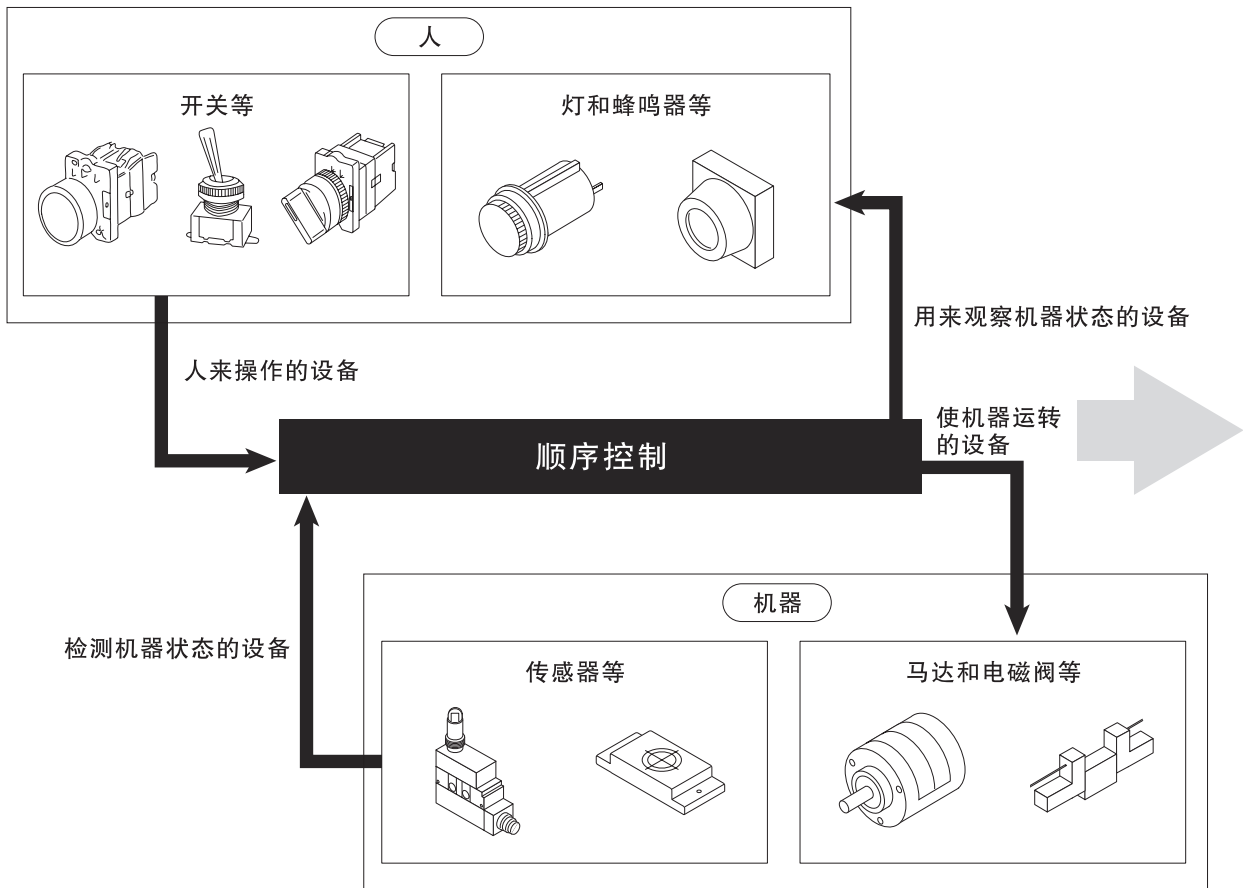 人
开关等
灯和蜂鸣器等
用来观察机器状态的设备
人来操作的设备
使机器运转
的设备
顺序控制
机器
检测机器状态的设备
传感器等
马达和电磁阀等